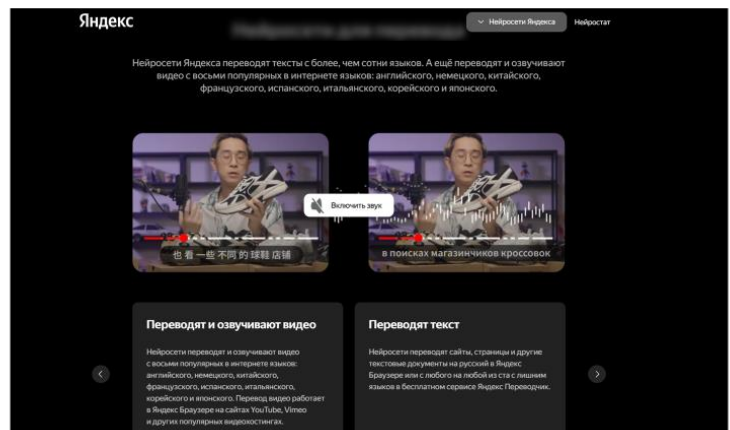 Яндекс
Нейросети для перевода
Нейросети Яндекса
Нейростат
Нейросети Яндекса переводят тексты с более, чем сотни языков. А ещё переводят и озвучивают
видео с восьми популярных в интернете языков: английского, немецкого, китайского,
французского, испанского, итальянского, корейского и японского.
Включить звук
也 看 一些 不同 的 球鞋 店铺
в поисках магазинчиков кроссовок
Переводят и озвучивают видео
Нейросети переводят и озвучивают видео
с восьми популярных в интернете языков:
английского, немецкого, китайского,
французского, испанского, итальянского,
корейского и японского. Перевод видео работает
в Яндекс Браузере на сайтах YouTube, Vimeo
и других популярных видеохостингах.
Переводят текст
Нейросети переводят сайты, страницы и другие
текстовые документы на русский в Яндекс
Браузере или с любого на любой из ста с лишним
языков в бесплатном сервисе Яндекс Переводчик.